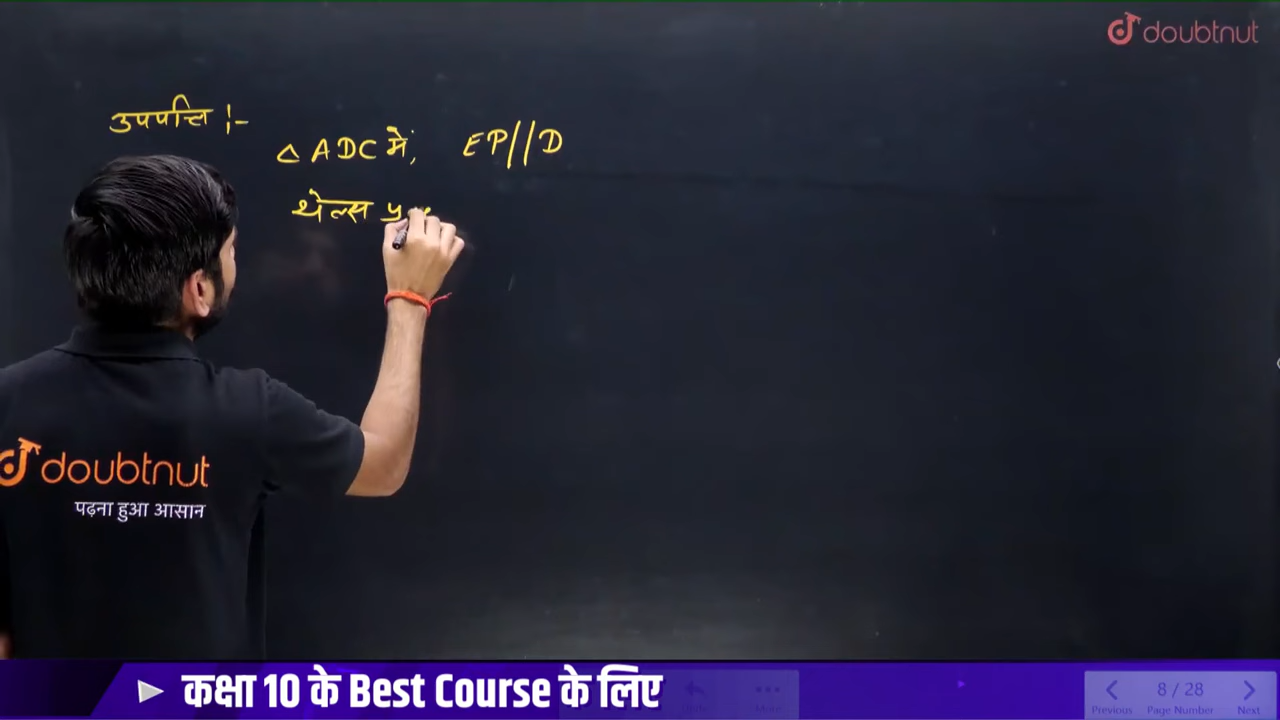 doubtnut
उपपत्ति :-
△ ADC में, EP//D
थेल्स
doubtnut
पढ़ना हुआ आसान
कक्षा 10 के Best Course के लिए
8 / 28
Previous Page Number Next